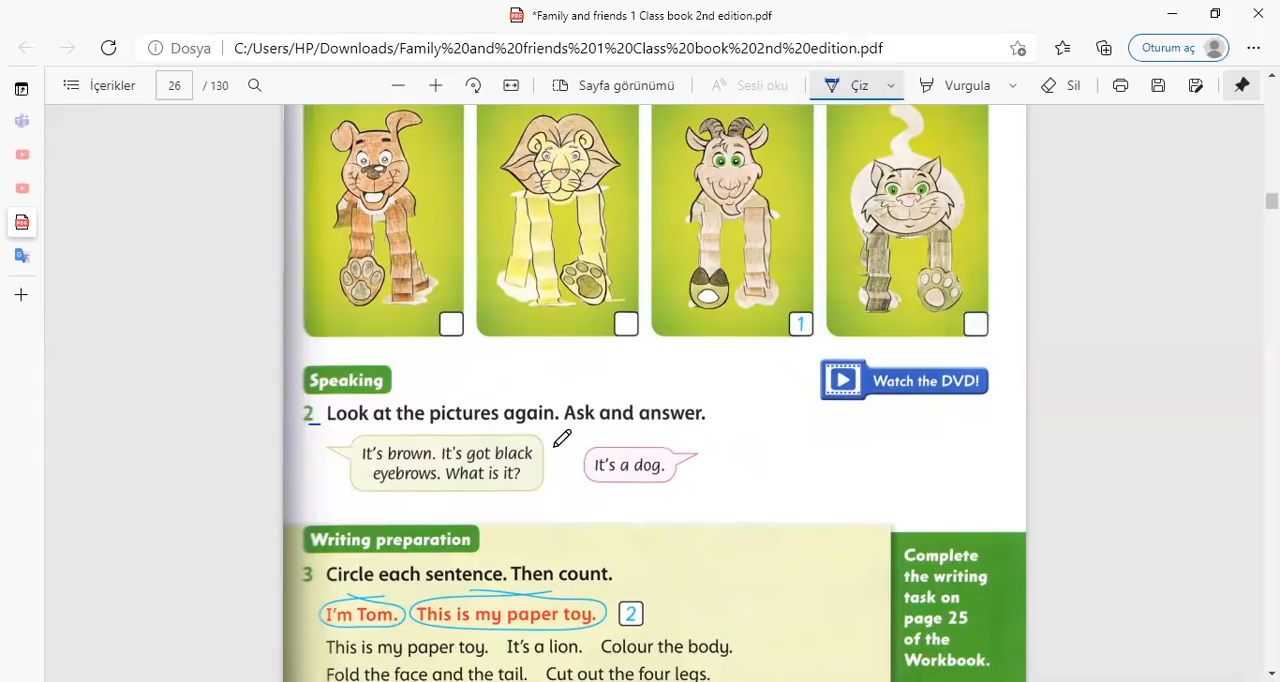 *Family and friends 1 Class book 2nd edition.pdf
Dosya
C:/Users/HP/Downloads/Family%20and%20friends%201%20Class%20book%202nd%20edition.pdf
Oturum aç
İçerikler
26
/ 130
Sayfa görünümü
Sesli oku
Çiz
Vurgula
Sil
1
Speaking
Watch the DVD!
2 Look at the pictures again. Ask and answer.
It's brown. It's got black
eyebrows. What is it?
It's a dog.
Writing preparation
3 Circle each sentence. Then count.
I'm Tom. This is my paper toy. 2
This is my paper toy. It's a lion. Colour the body.
Fold the face and the tail. Cut out the four legs.
Complete
the writing
task on
page 25
of the
Workbook.